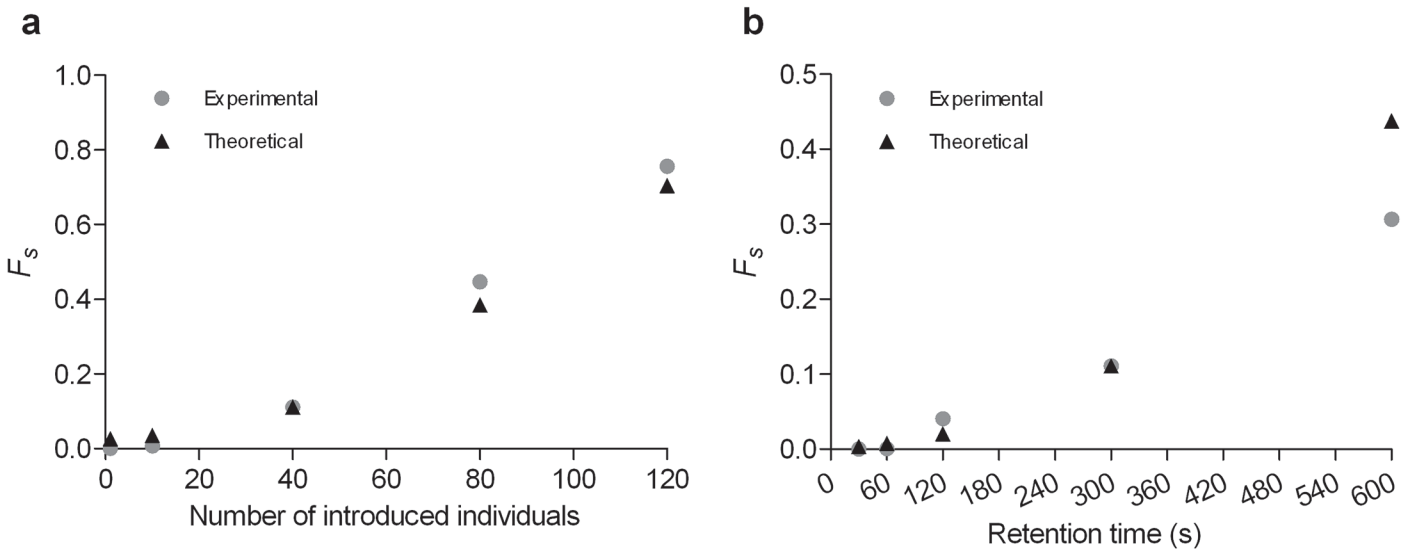 a
1.0
0.8
0.6
0.4
0.2
0.0
Fs
Experimental
Theoretical
0 20 40 60 80 100 120
Number of introduced individuals
b
0.5
0.4
0.3
0.2
0.1
0.0
Fs
Experimental
Theoretical
0 60 120 180 240 300 360 420 480 540 600
Retention time (s)